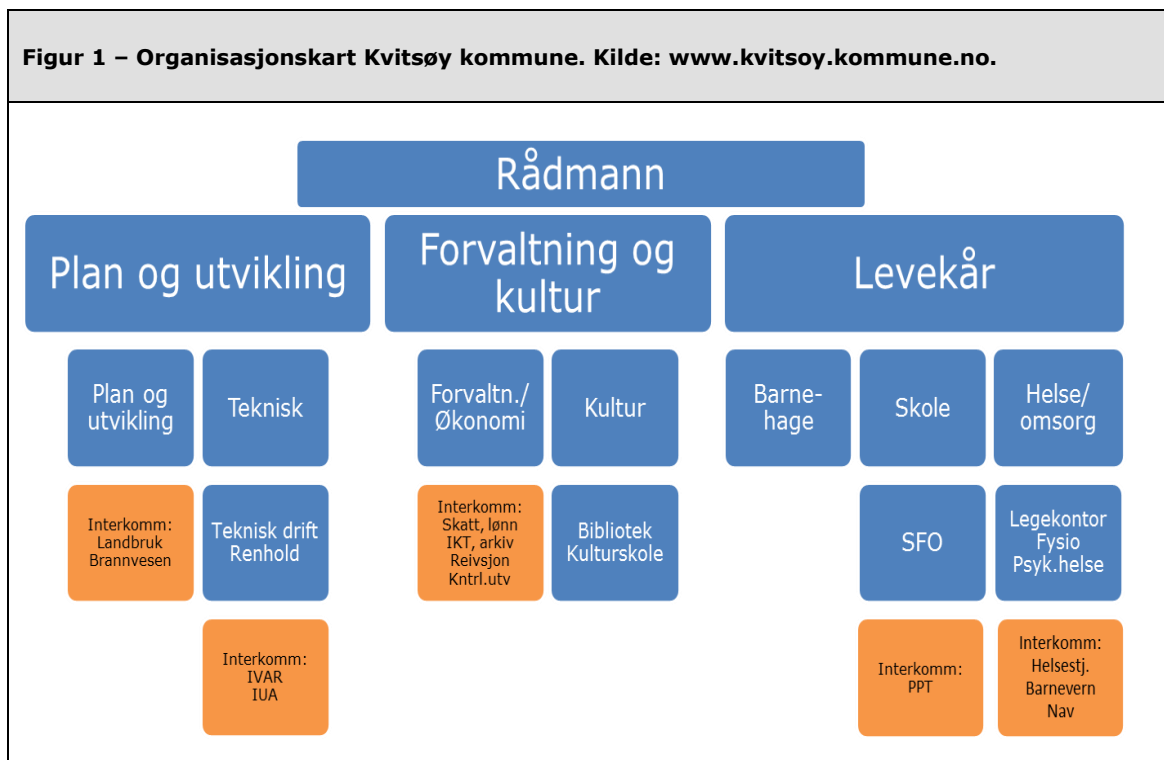 Figur 1 – Organisasjonskart Kvitsøy kommune. Kilde: www.kvitsoy.kommune.no.
Rådmann
Plan og utvikling
Forvaltning og
kultur
Levekår
Plan og
utvikling
Teknisk
Forvaltn./
Økonomi
Kultur
Barne-
hage
Skole
Helse/
omsorg
Interkomm:
Landbruk
Brannvesen
Teknisk drift
Renhold
Interkomm:
Skatt, lønn
IKT, arkiv
Reivsjon
Kntrl.utv
Bibliotek
Kulturskole
SFO
Legekontor
Fysio
Psyk.helse
Interkomm:
IVAR
IUA
Interkomm:
PPT
Interkomm:
Helsestj.
Barnevern
Nav